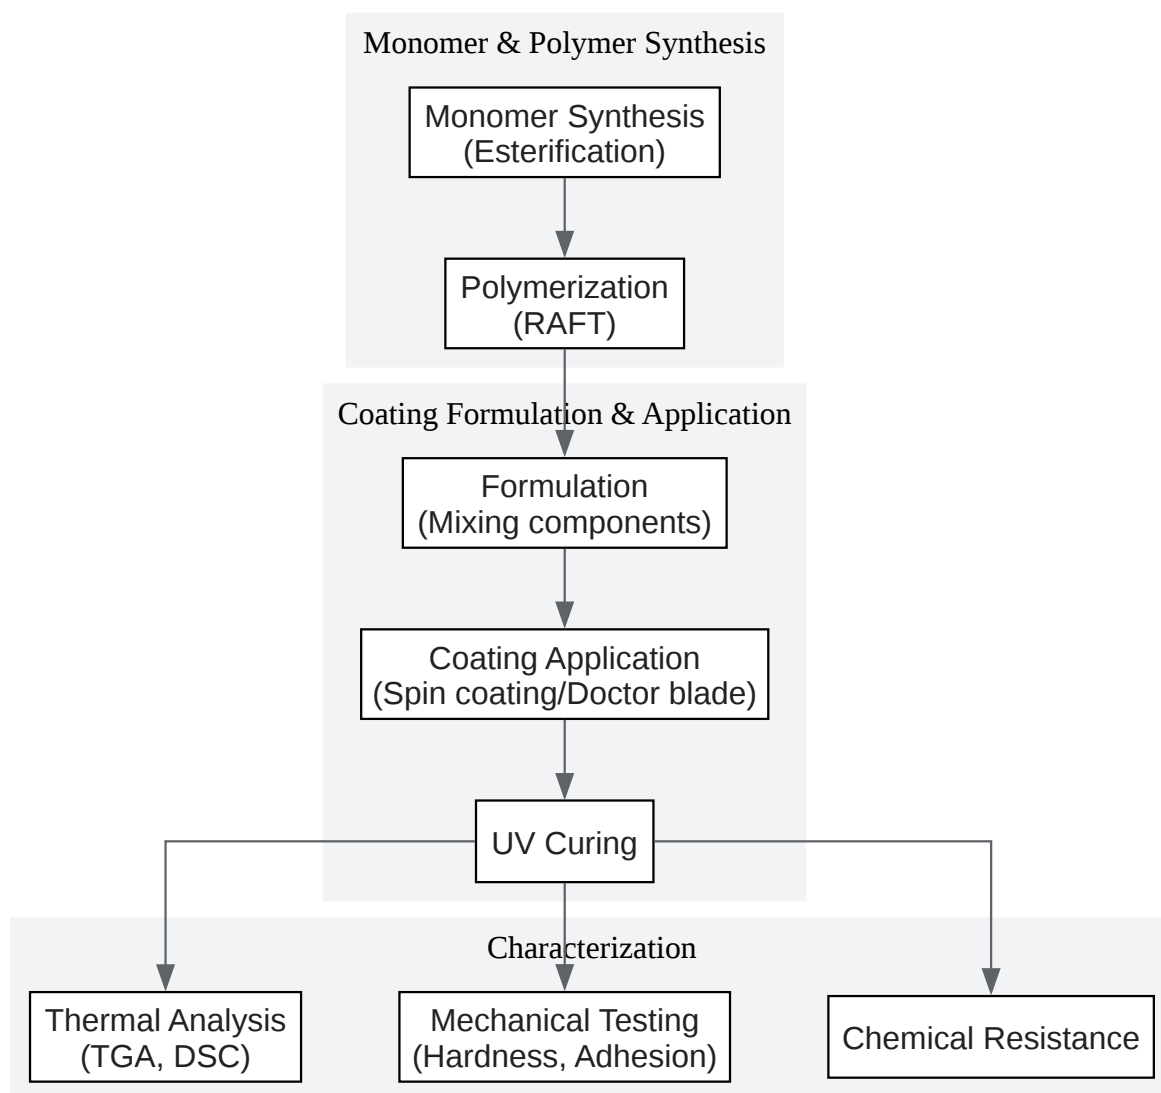 Monomer & Polymer Synthesis
Monomer Synthesis
(Esterification)
Polymerization
(RAFT)
Coating Formulation & Application
Formulation
(Mixing components)
Coating Application
(Spin coating/Doctor blade)
UV Curing
Characterization
Thermal Analysis
(TGA, DSC)
Mechanical Testing
(Hardness, Adhesion)
Chemical Resistance